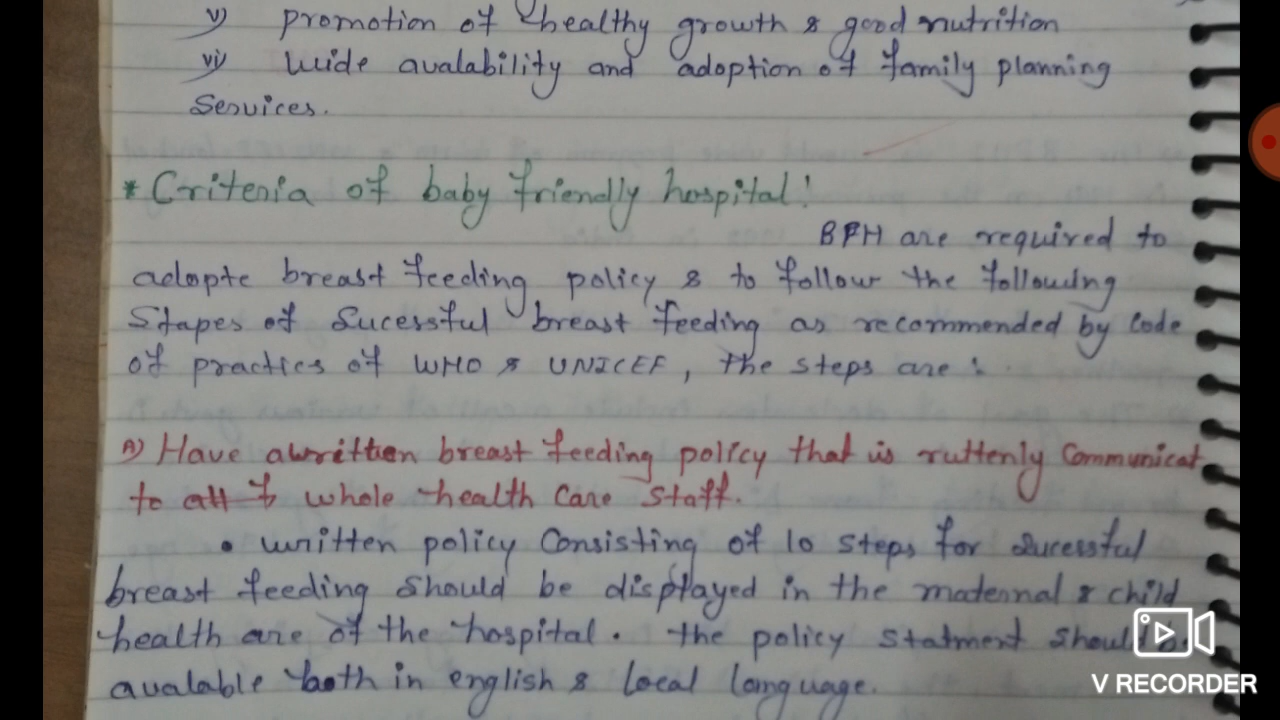 v) promotion of healthy growth & good nutrition
vi) wide avalability and adoption of family planning
Services.
* Criteria of baby friendly hospital!
BFH are required to
adopte breast feeding policy & to follow the following
Stapes of Sucessful breast feeding as recommended by Code
of practics of WHO & UNICEF, the steps are :
A) Have a written breast feeding policy that is ruttenly Communicat
to all to whole health Care Staff.
• written policy Consisting of 10 Steps for Sucessful
breast feeding should be displayed in the maternal & child
health are of the hospital. the policy statment should be
avalable both in english & local language.
V RECORDER